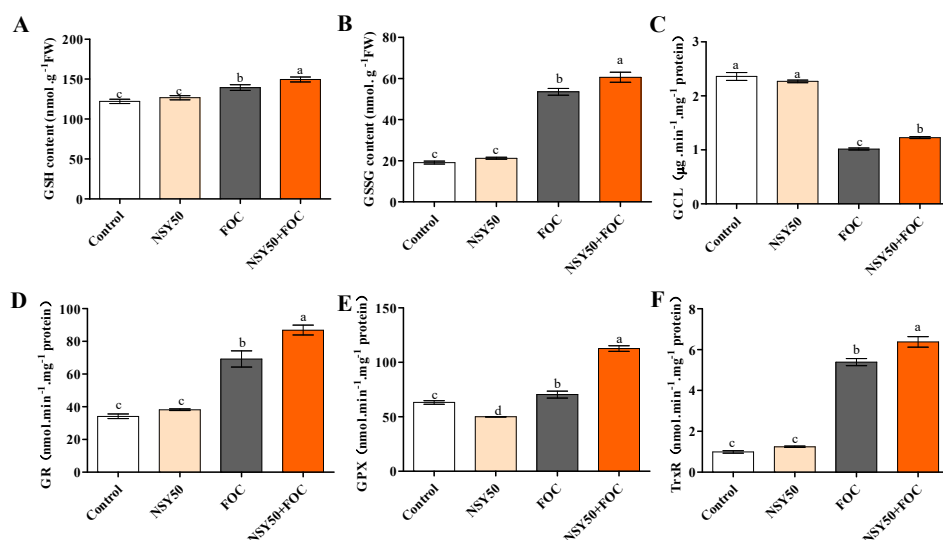 A
GSH content (nmol.g⁻¹FW)
200
150
100
50
0
c
c
b
a
Control
NSY50
FOC
NSY50+FOC
B
GSSG content (nmol.g⁻¹FW)
80
60
40
20
0
c
c
b
a
Control
NSY50
FOC
NSY50+FOC
C
GCL (μg.min⁻¹.mg⁻¹ protein)
3
2
1
0
a
a
c
b
Control
NSY50
FOC
NSY50+FOC
D
GR (nmol.min⁻¹.mg⁻¹ protein)
100
80
60
40
20
0
c
c
b
a
Control
NSY50
FOC
NSY50+FOC
E
GPX (nmol.min⁻¹.mg⁻¹ protein)
150
100
50
0
c
d
b
a
Control
NSY50
FOC
NSY50+FOC
F
TrxR (nmol.min⁻¹.mg⁻¹ protein)
8
6
4
2
0
c
c
b
a
Control
NSY50
FOC
NSY50+FOC